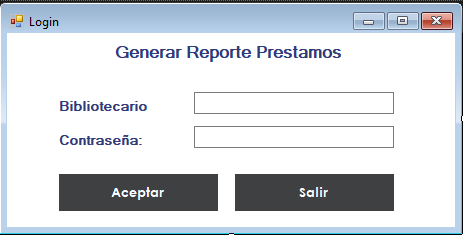 Login
Generar Reporte Prestamos
Bibliotecario
Contraseña:
Aceptar Salir